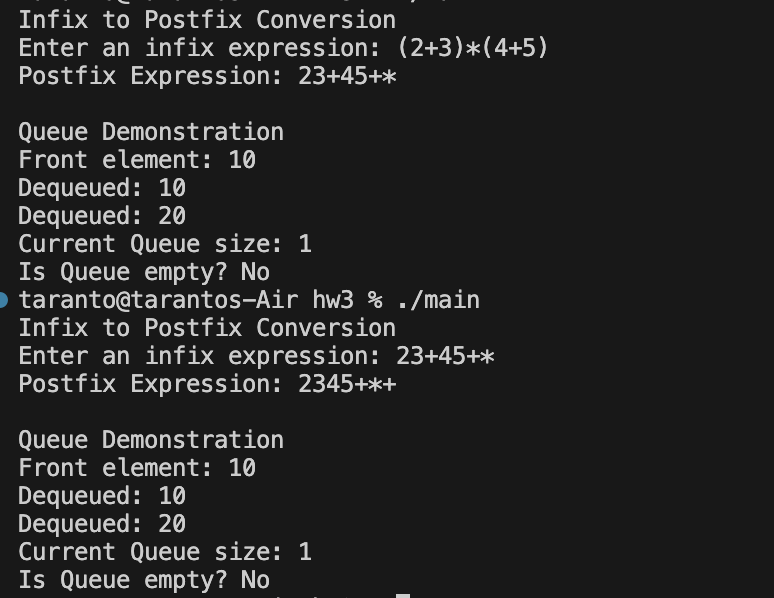 Infix to Postfix Conversion
Enter an infix expression: (2+3)*(4+5)
Postfix Expression: 23+45+*
Queue Demonstration
Front element: 10
Dequeued: 10
Dequeued: 20
Current Queue size: 1
Is Queue empty? No
taranto@tarantos-Air hw3 % ./main
Infix to Postfix Conversion
Enter an infix expression: 23+45+*
Postfix Expression: 2345+*+
Queue Demonstration
Front element: 10
Dequeued: 10
Dequeued: 20
Current Queue size: 1
Is Queue empty? No